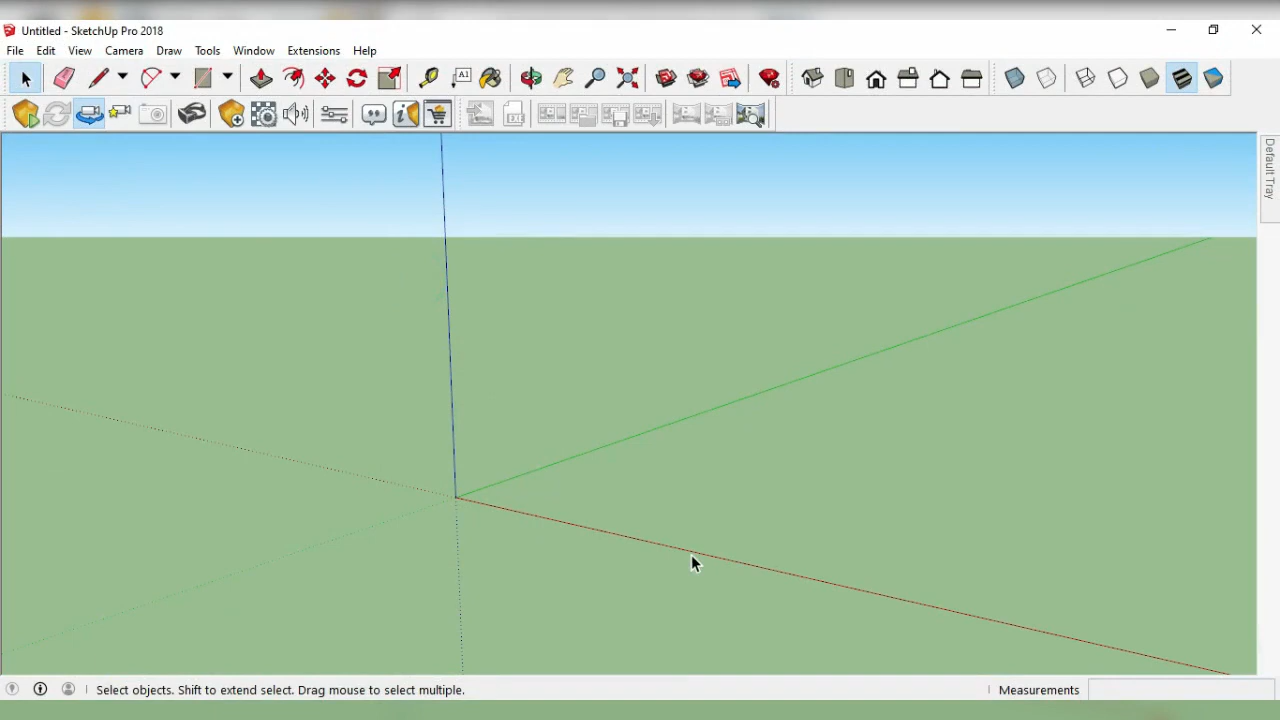 Untitled - SketchUp Pro 2018
File Edit View Camera Draw Tools Window Extensions Help
A1
Default Tray
Select objects. Shift to extend select. Drag mouse to select multiple.
Measurements